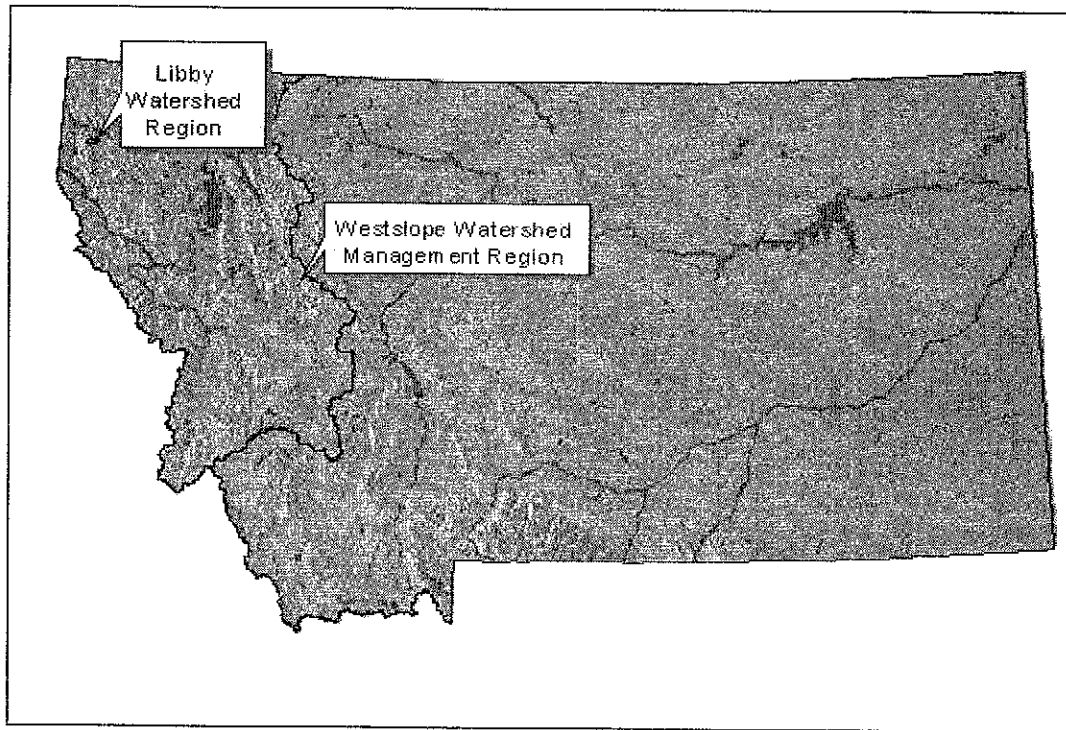 Libby
Watershed
Region
Westslope Watershed
Management Region